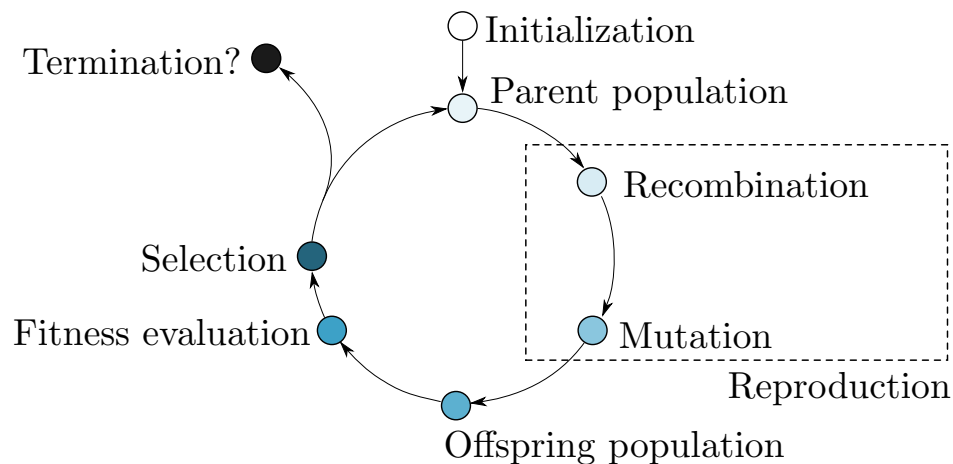 Initialization
Termination?
Parent population
Recombination
Selection
Fitness evaluation
Mutation
Reproduction
Offspring population